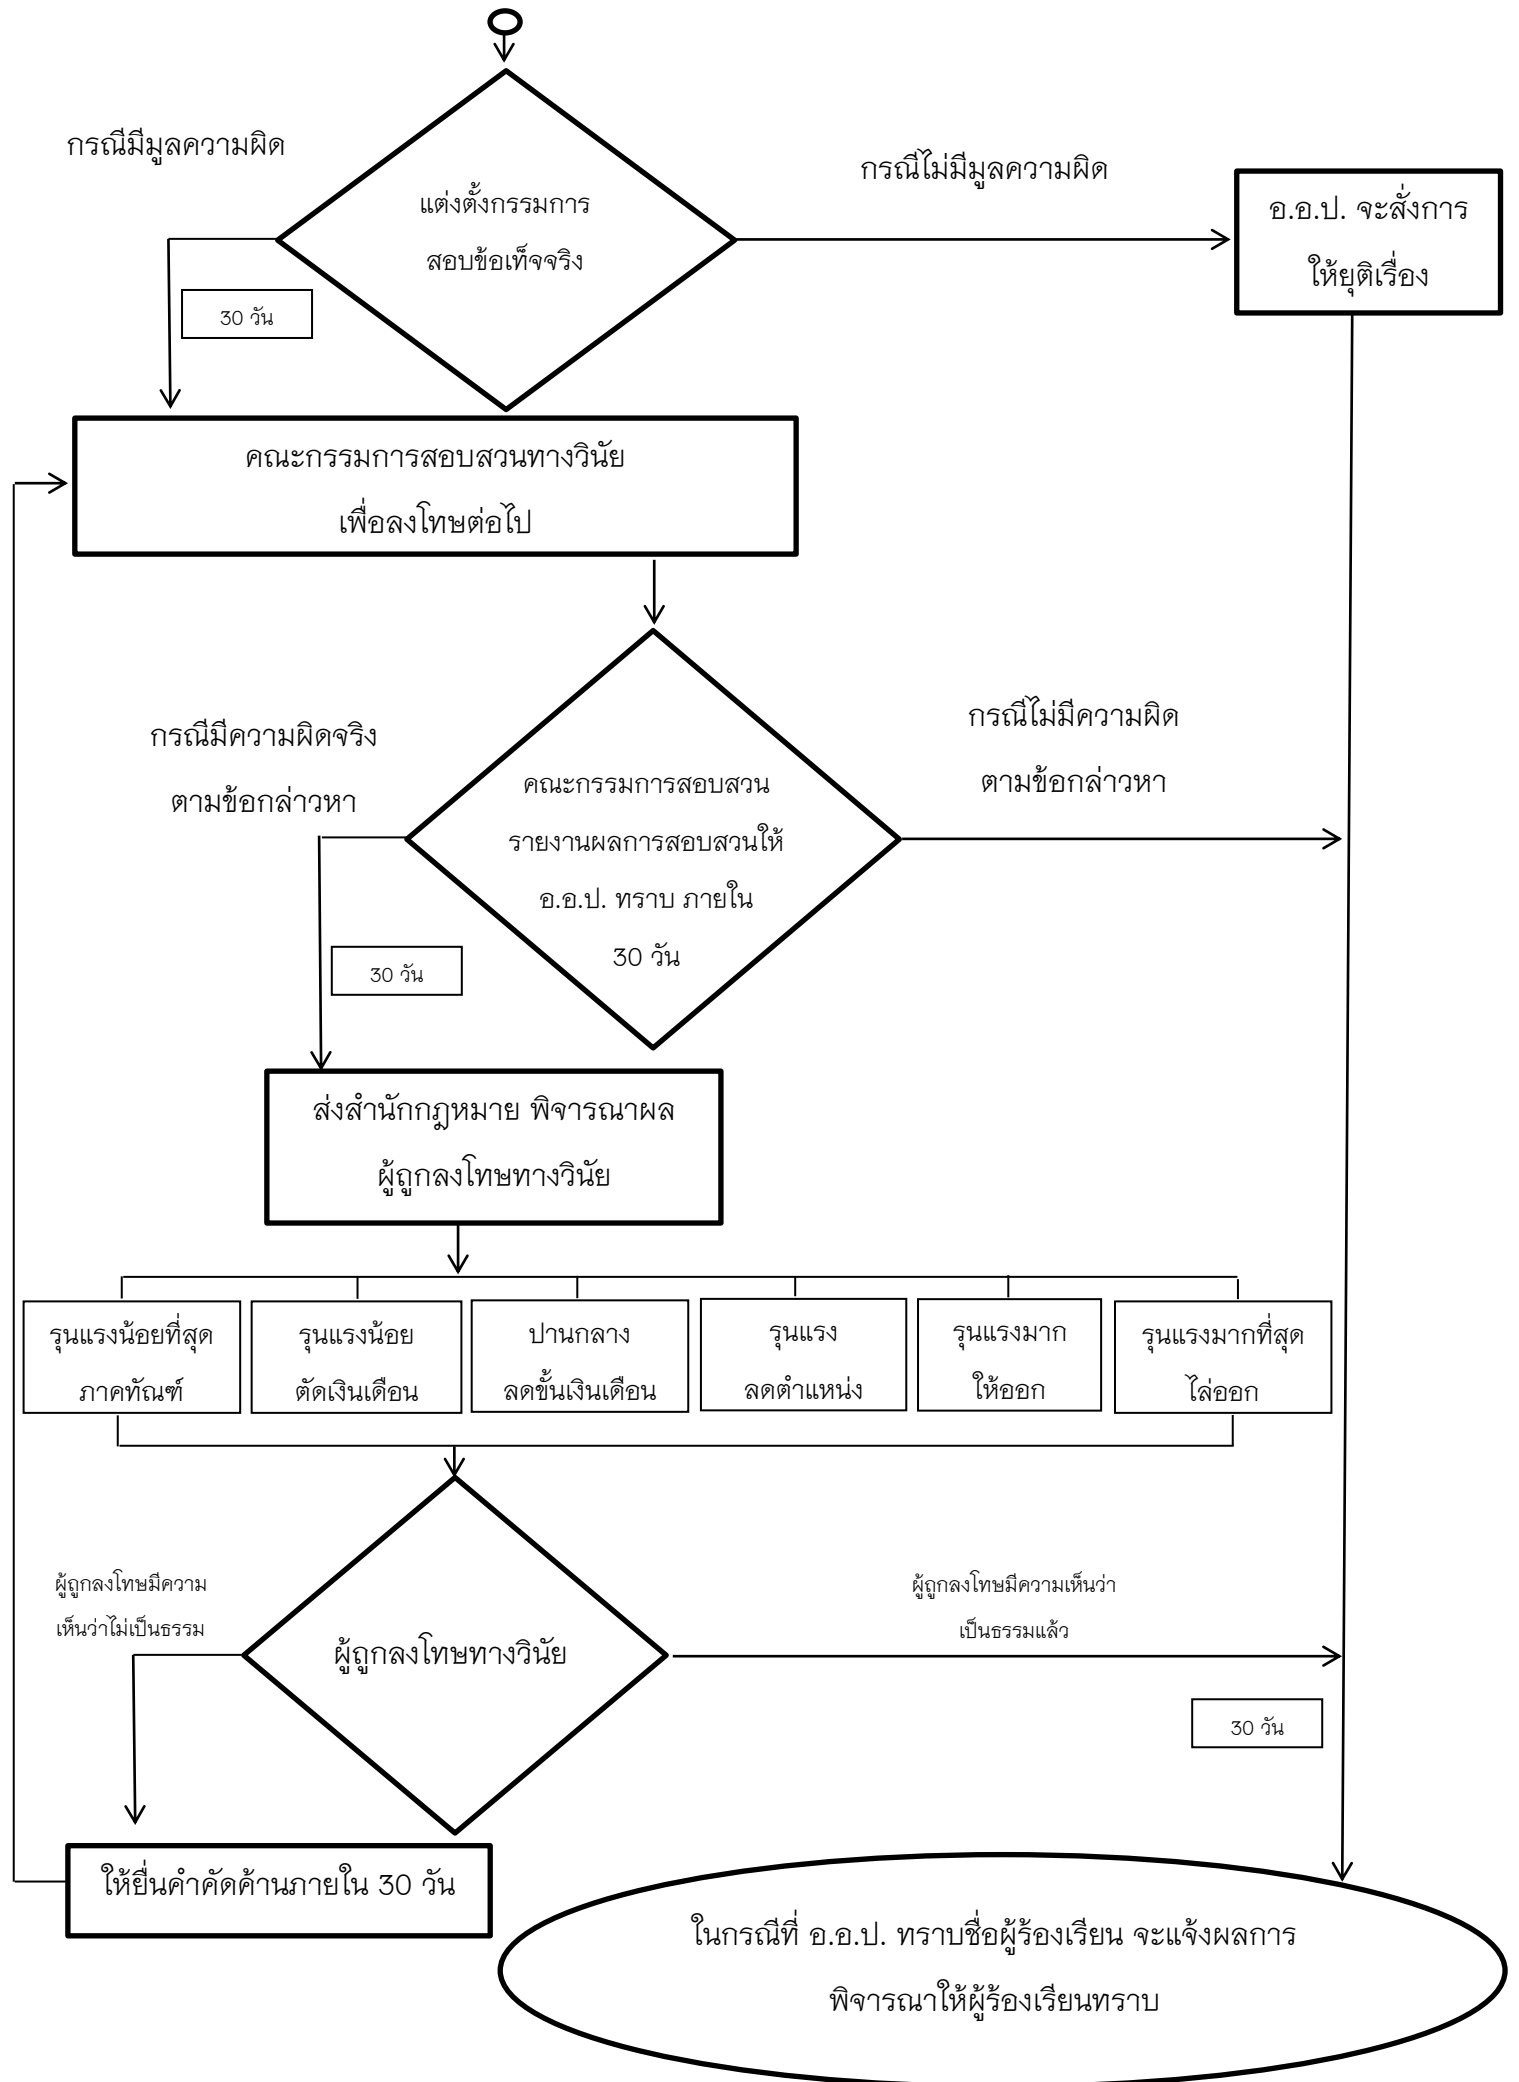 กรณีมีมูลความผิด
กรณีไม่มีมูลความผิด
แต่งตั้งกรรมการ
สอบข้อเท็จจริง
อ.อ.ป. จะสั่งการ
ให้ยุติเรื่อง
30 วัน
คณะกรรมการสอบสวนทางวินัย
เพื่อลงโทษต่อไป
กรณีมีความผิดจริง
ตามข้อกล่าวหา
กรณีไม่มีความผิด
ตามข้อกล่าวหา
คณะกรรมการสอบสวน
รายงานผลการสอบสวนให้
อ.อ.ป. ทราบ ภายใน
30 วัน
30 วัน
ส่งสำนักกฎหมาย พิจารณาผล
ผู้ถูกลงโทษทางวินัย
รุนแรงน้อยที่สุด
ภาคทัณฑ์
รุนแรงน้อย
ตัดเงินเดือน
ปานกลาง
ลดขั้นเงินเดือน
รุนแรง
ลดตำแหน่ง
รุนแรงมาก
ให้ออก
รุนแรงมากที่สุด
ไล่ออก
ผู้ถูกลงโทษมีความ
เห็นว่าไม่เป็นธรรม
ผู้ถูกลงโทษทางวินัย
ผู้ถูกลงโทษมีความเห็นว่า
เป็นธรรมแล้ว
30 วัน
ให้ยื่นคำคัดค้านภายใน 30 วัน
ในกรณีที่ อ.อ.ป. ทราบชื่อผู้ร้องเรียน จะแจ้งผลการ
พิจารณาให้ผู้ร้องเรียนทราบ